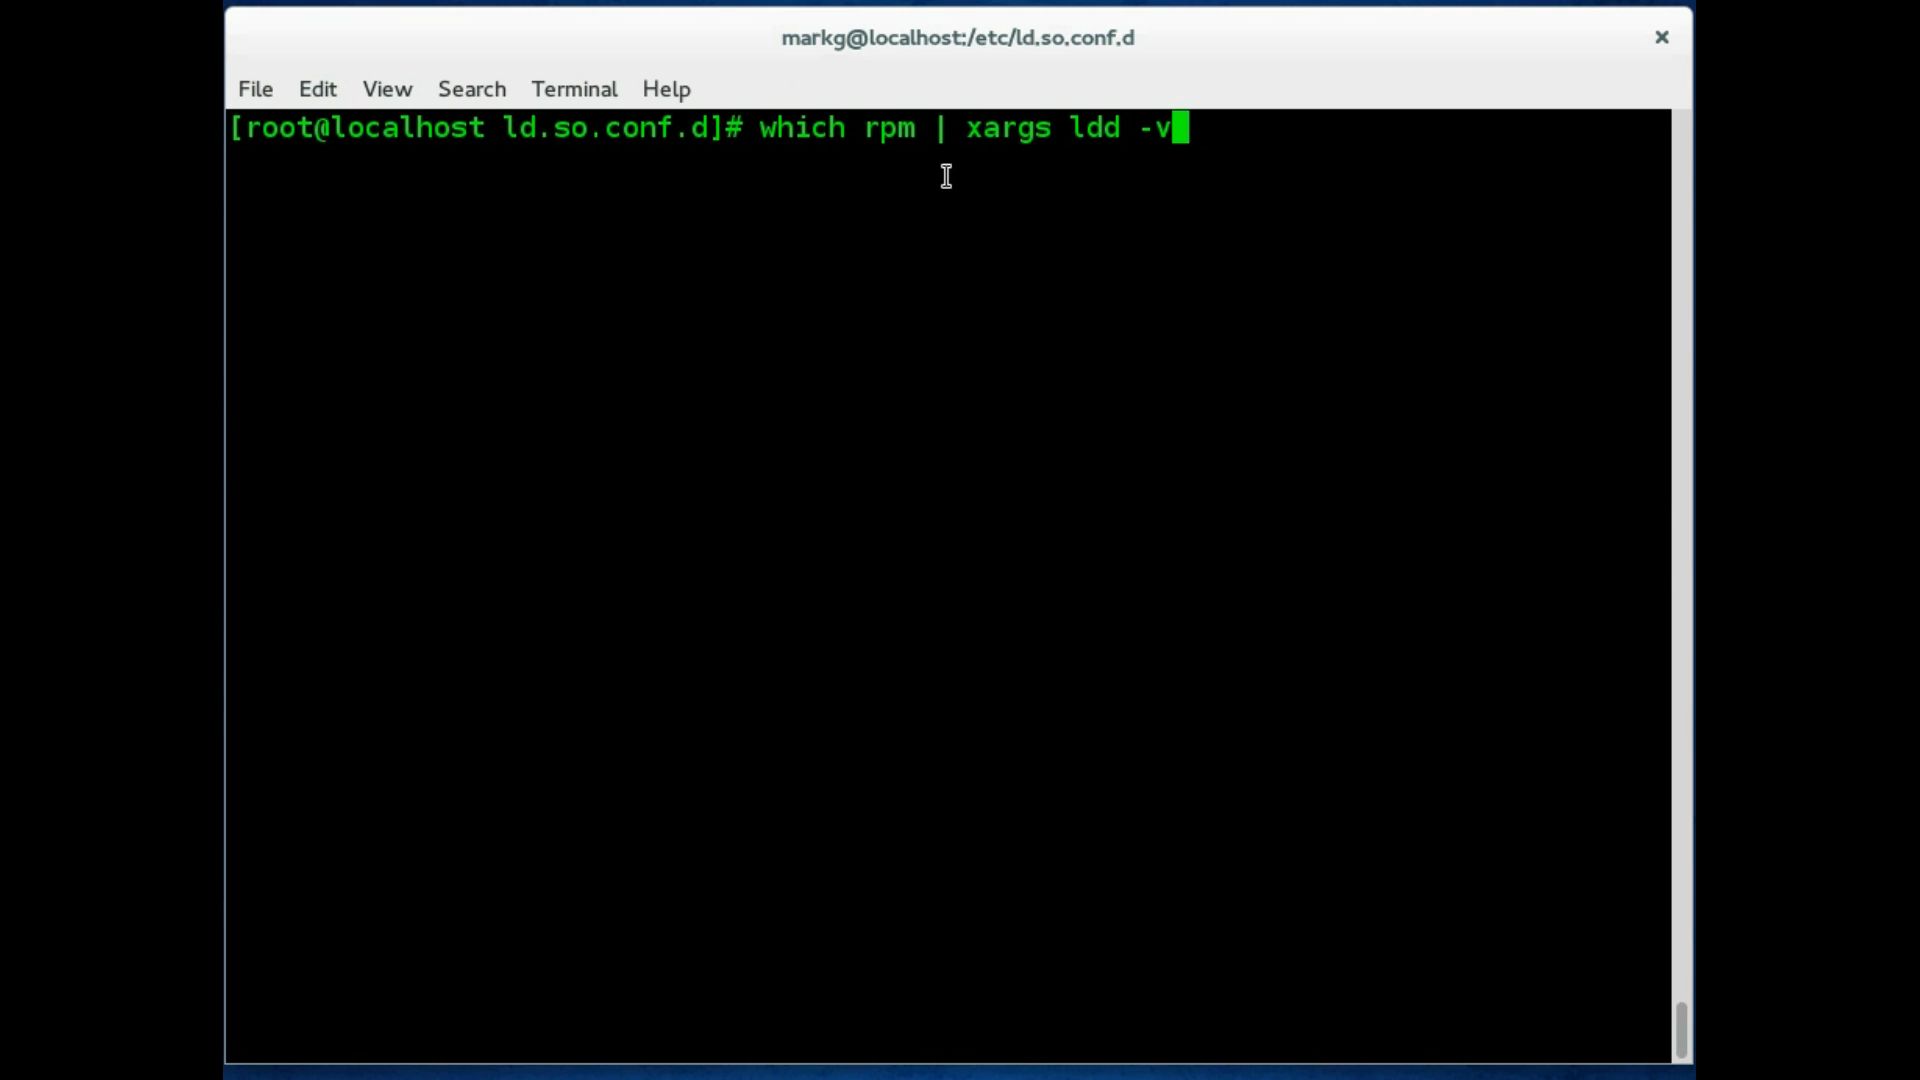 markg@localhost:/etc/ld.so.conf.d
File Edit View Search Terminal Help
[root@localhost ld.so.conf.d]# which rpm | xargs ldd -v